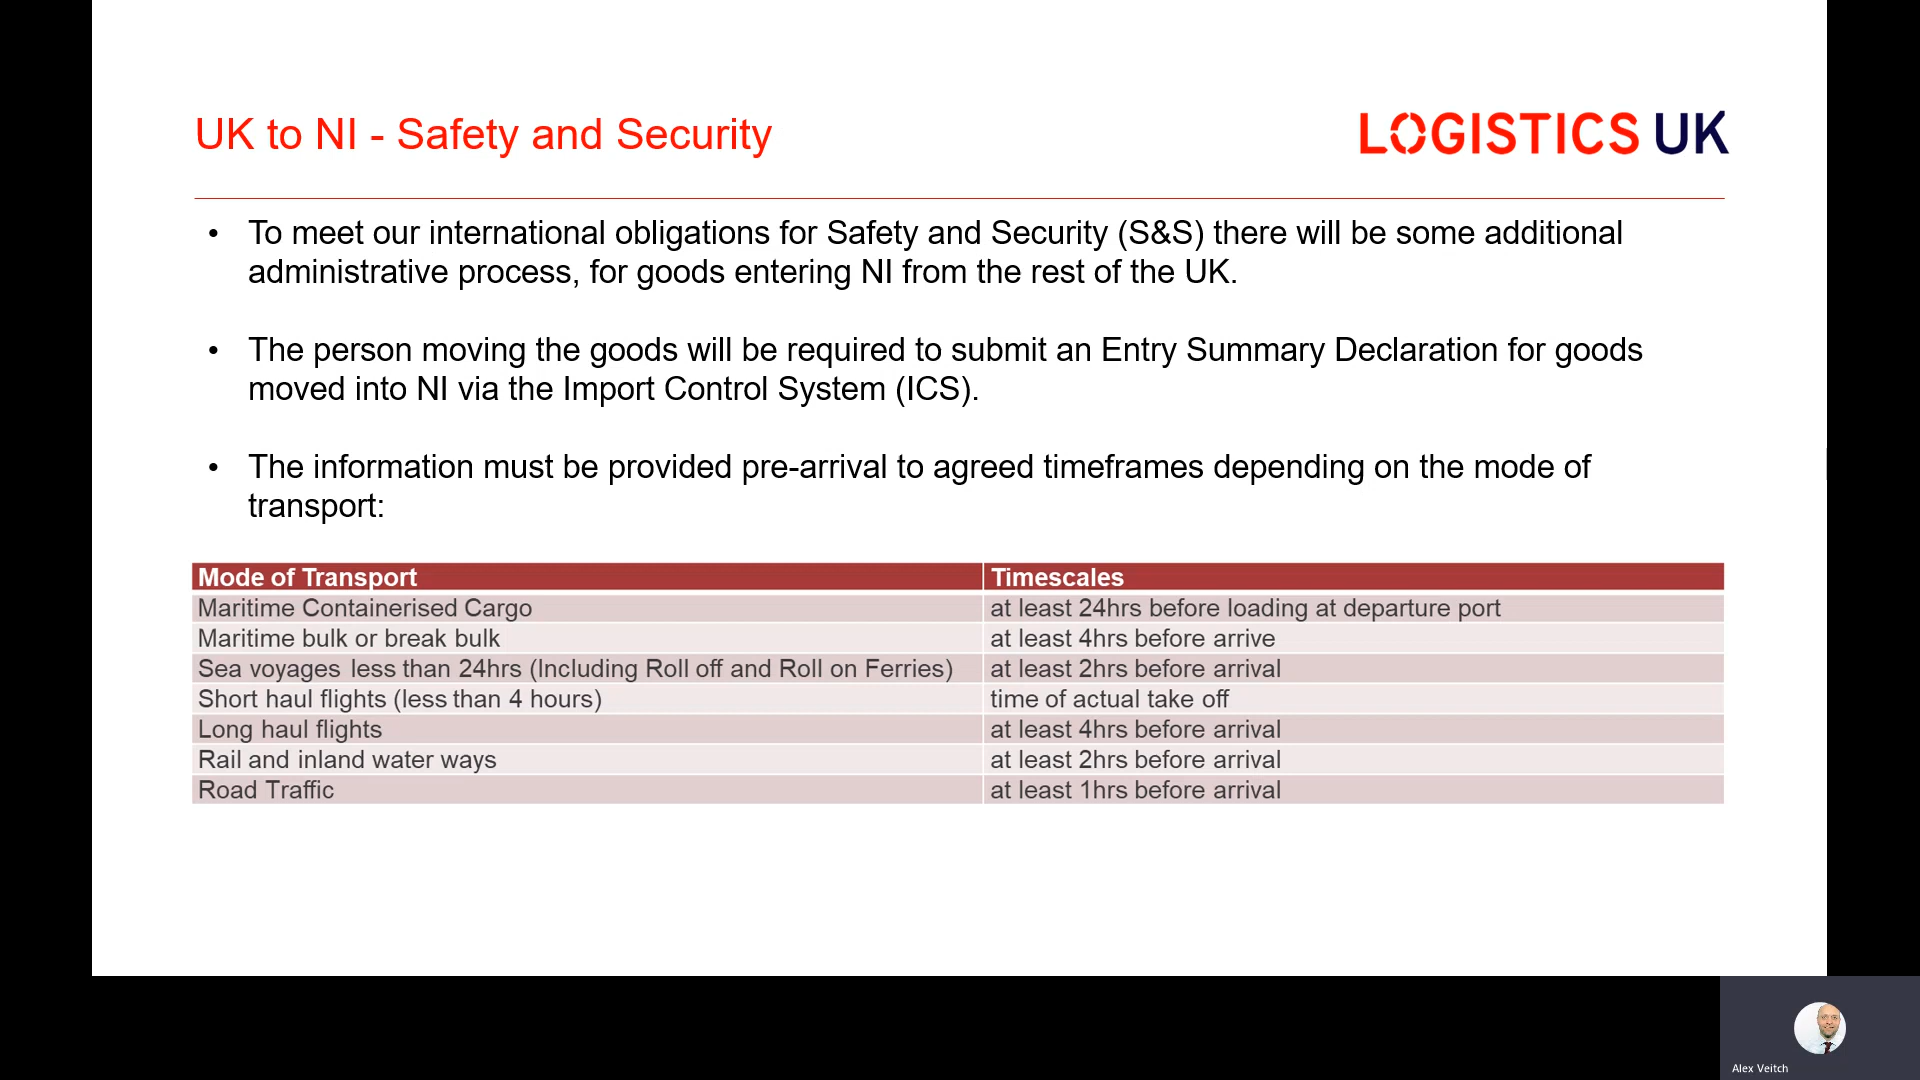 UK to NI - Safety and Security
LOGISTICS UK
• To meet our international obligations for Safety and Security (S&S) there will be some additional
administrative process, for goods entering NI from the rest of the UK.
• The person moving the goods will be required to submit an Entry Summary Declaration for goods
moved into NI via the Import Control System (ICS).
• The information must be provided pre-arrival to agreed timeframes depending on the mode of
transport:
Mode of Transport Timescales
Maritime Containerised Cargo at least 24hrs before loading at departure port
Maritime bulk or break bulk at least 4hrs before arrive
Sea voyages less than 24hrs (Including Roll off and Roll on Ferries) at least 2hrs before arrival
Short haul flights (less than 4 hours) time of actual take off
Long haul flights at least 4hrs before arrival
Rail and inland water ways at least 2hrs before arrival
Road Traffic at least 1hrs before arrival
Alex Veitch